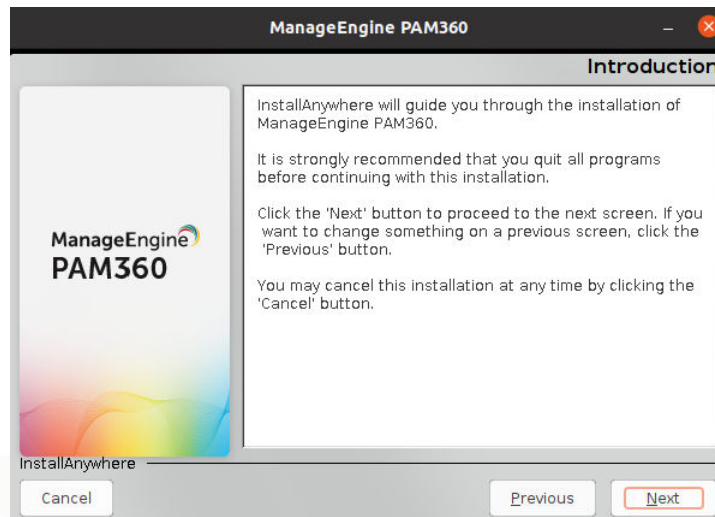 ManageEngine PAM360
Introduction
ManageEngine
PAM360
InstallAnywhere will guide you through the installation of
ManageEngine PAM360.
It is strongly recommended that you quit all programs
before continuing with this installation.
Click the 'Next' button to proceed to the next screen. If you
want to change something on a previous screen, click the
'Previous' button.
You may cancel this installation at any time by clicking the
'Cancel' button.
InstallAnywhere
Cancel
Previous
Next